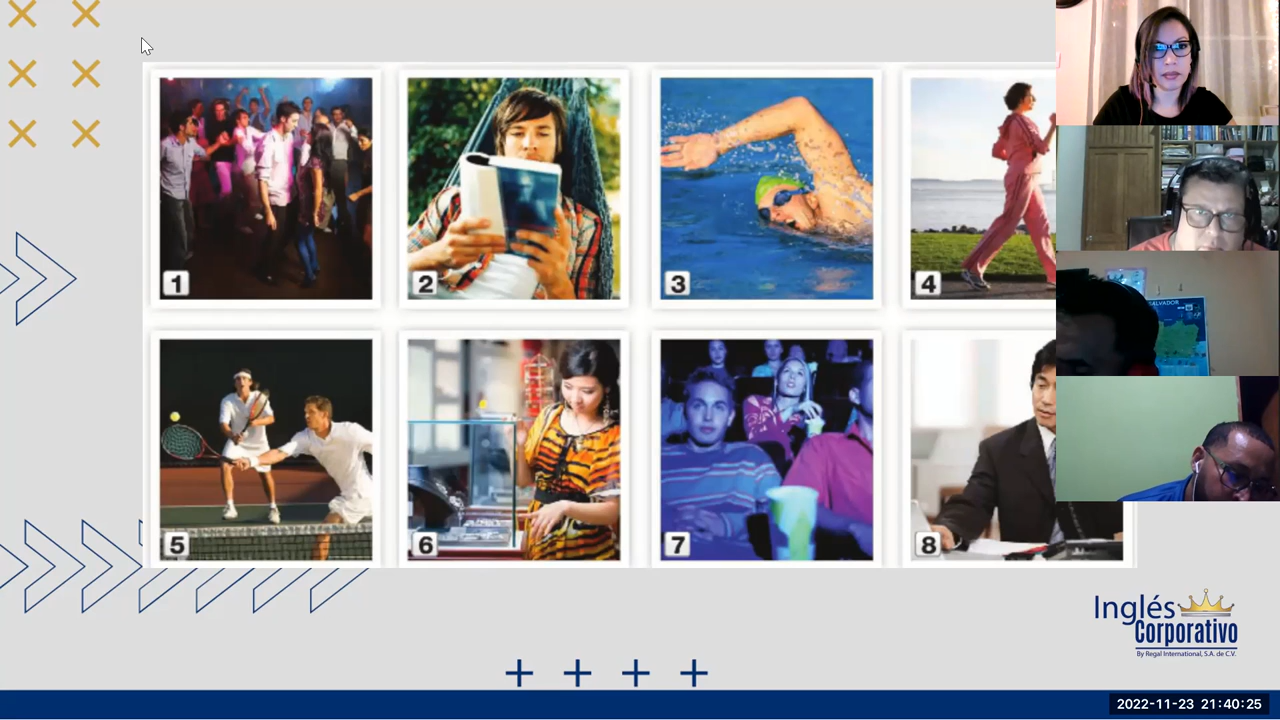 1
2
3
4
5
6
7
8
SALVADOR
Inglés
Corporativo
By Regal International, S.A. de C.V.
2022-11-23 21:40:25